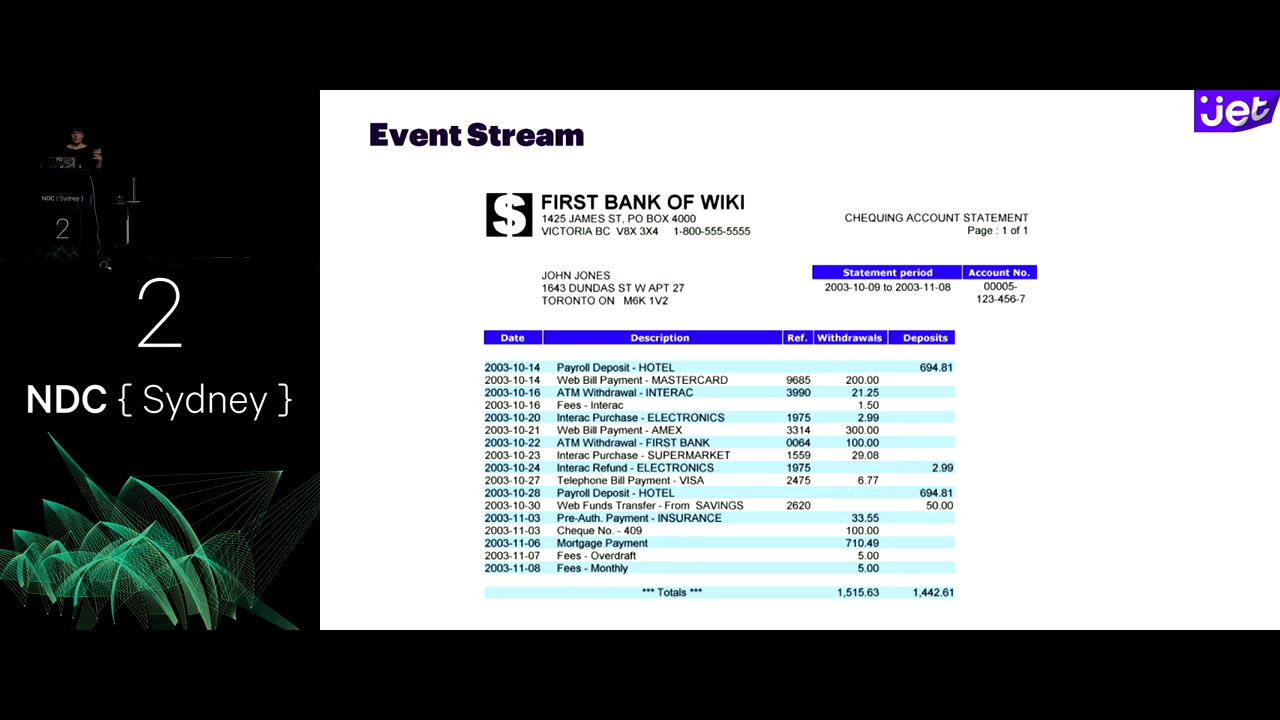 NDC { Sydney }
2
2
NDC { Sydney }
jet
Event Stream
$ FIRST BANK OF WIKI
1425 JAMES ST, PO BOX 4000
VICTORIA BC V8X 3X4 1-800-555-5555
CHEQUING ACCOUNT STATEMENT
Page : 1 of 1
JOHN JONES
1643 DUNDAS ST W APT 27
TORONTO ON M6K 1V2
Statement period Account No.
2003-10-09 to 2003-11-08 00005-
123-456-7
Date Description Ref. Withdrawals Deposits
2003-10-14 Payroll Deposit - HOTEL 694.81
2003-10-14 Web Bill Payment - MASTERCARD 9685 200.00
2003-10-16 ATM Withdrawal - INTERAC 3990 21.25
2003-10-16 Fees - Interac 1.50
2003-10-20 Interac Purchase - ELECTRONICS 1975 2.99
2003-10-21 Web Bill Payment - AMEX 3314 300.00
2003-10-22 ATM Withdrawal - FIRST BANK 0064 100.00
2003-10-23 Interac Purchase - SUPERMARKET 1559 29.08
2003-10-24 Interac Refund - ELECTRONICS 1975 2.99
2003-10-27 Telephone Bill Payment - VISA 2475 6.77
2003-10-28 Payroll Deposit - HOTEL 694.81
2003-10-30 Web Funds Transfer - From SAVINGS 2620 50.00
2003-11-03 Pre-Auth. Payment - INSURANCE 33.55
2003-11-03 Cheque No. - 409 100.00
2003-11-06 Mortgage Payment 710.49
2003-11-07 Fees - Overdraft 5.00
2003-11-08 Fees - Monthly 5.00
*** Totals *** 1,515.63 1,442.61